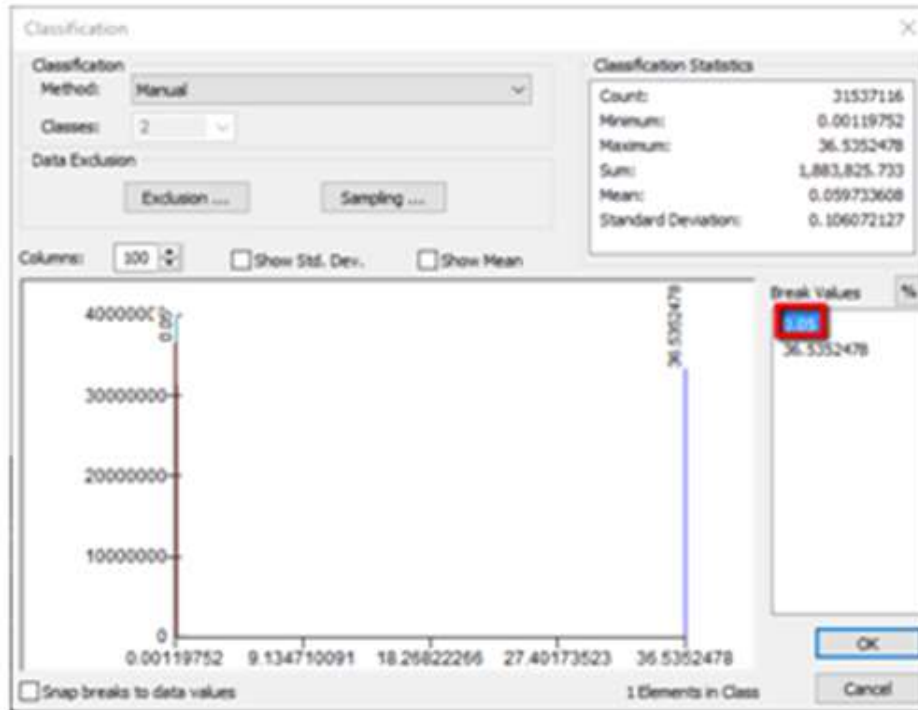 Classification
Classification
Method: Manual
Classes: 2
Data Exclusion
Exclusion ...
Sampling ...
Classification Statistics
Count: 31537116
Minimum: 0.00119752
Maximum: 36.5352478
Sum: 1,883,825.733
Mean: 0.059733608
Standard Deviation: 0.106072127
Columns: 100
Show Std. Dev.
Show Mean
Break Values
%
0.05
36.5352478
40000000
30000000
20000000
10000000
0
0.05
36.5352478
0.00119752 9.134710091 18.26822266 27.40173523 36.5352478
Snap breaks to data values
1 Elements in Class
OK
Cancel